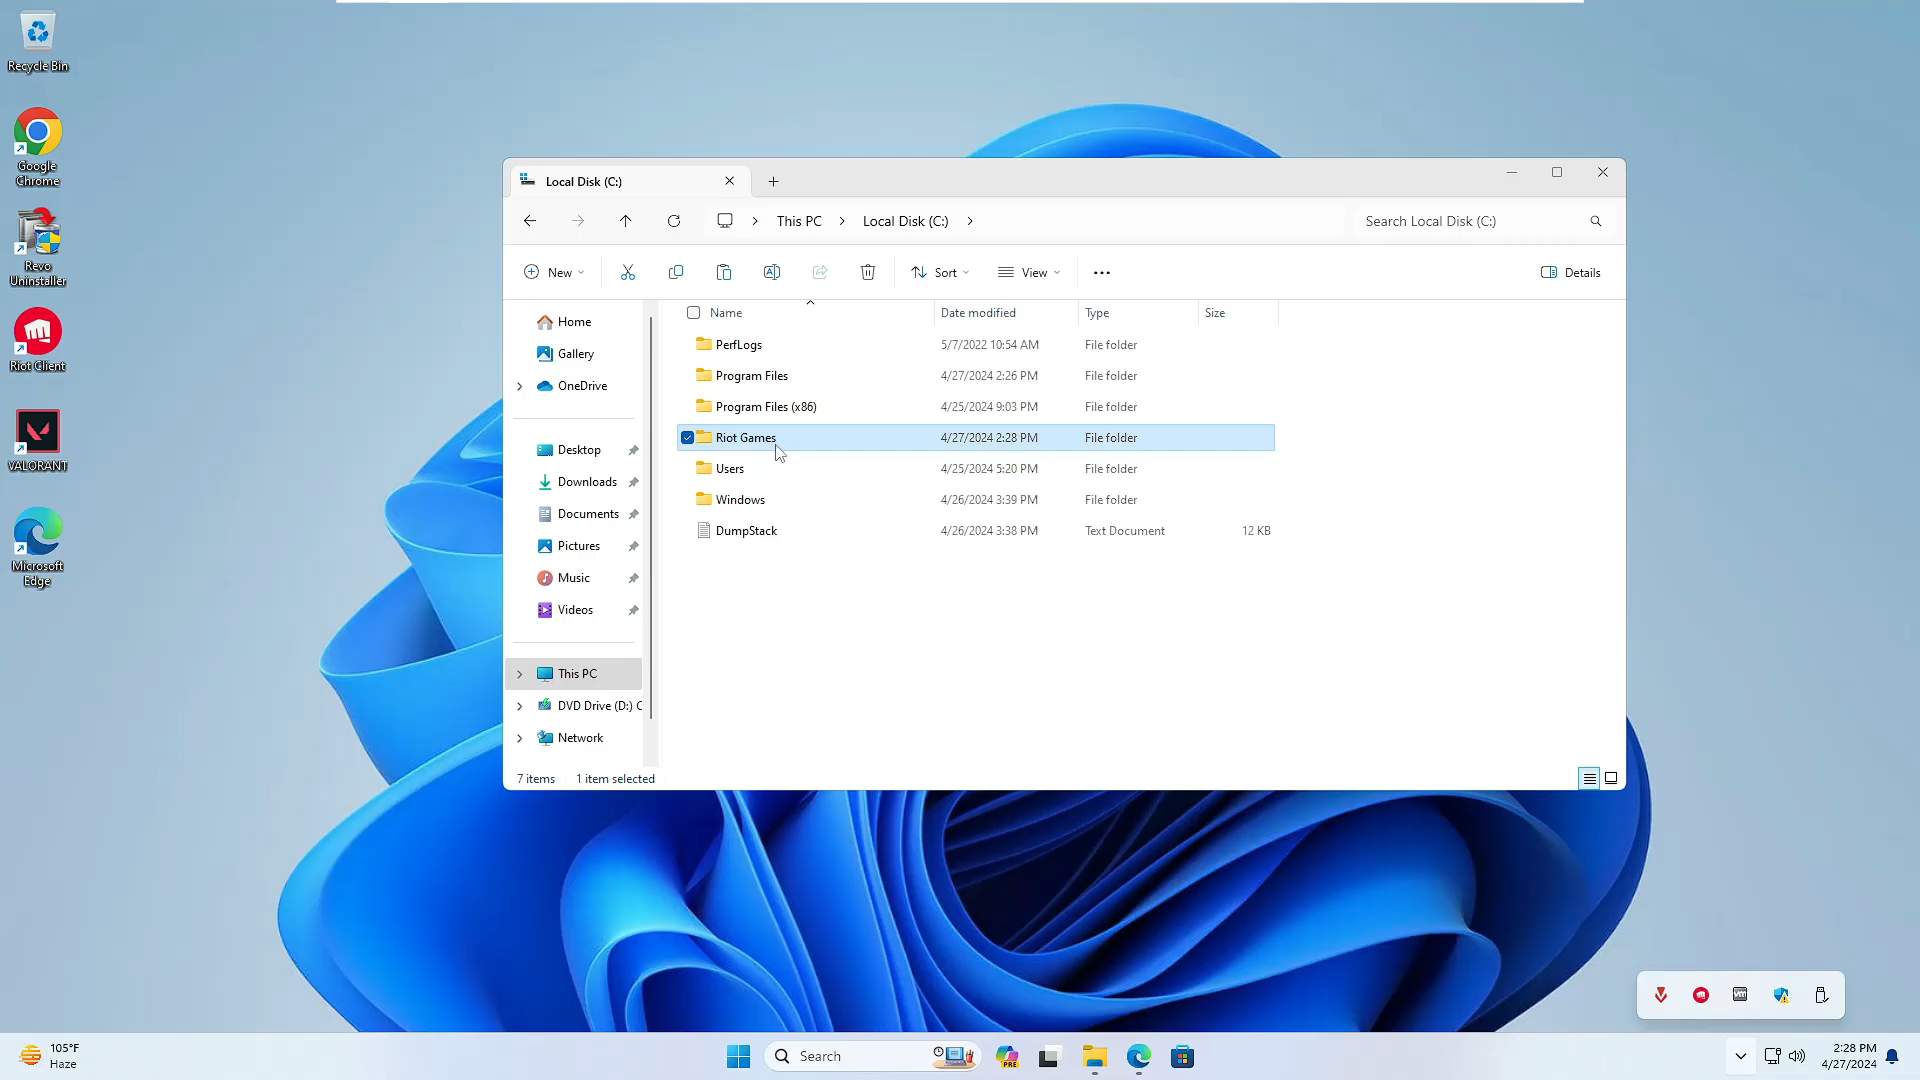 Recycle Bin
Google
Chrome
Revo
Uninstaller
Riot Client
VALORANT
Microsoft
Edge
Local Disk (C:)
This PC
Local Disk (C:)
Search Local Disk (C:)
New
Sort
View
Details
Home
Gallery
OneDrive
Desktop
Downloads
Documents
Pictures
Music
Videos
This PC
DVD Drive (D:) C
Network
Name Date modified Type Size
PerfLogs 5/7/2022 10:54 AM File folder
Program Files 4/27/2024 2:26 PM File folder
Program Files (x86) 4/25/2024 9:03 PM File folder
Riot Games 4/27/2024 2:28 PM File folder
Users 4/25/2024 5:20 PM File folder
Windows 4/26/2024 3:39 PM File folder
DumpStack 4/26/2024 3:38 PM Text Document 12 KB
7 items 1 item selected
105°F
Haze
Search
PRE
2:28 PM
4/27/2024